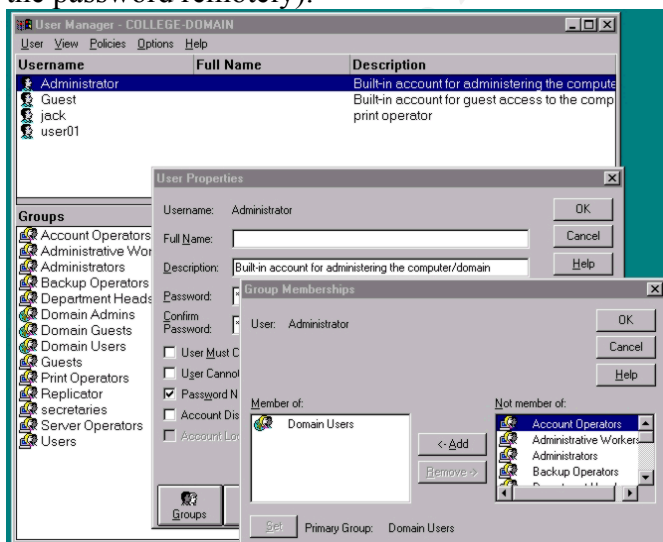 the password remotely).
User Manager - COLLEGE-DOMAIN
User View Policies Options Help
Username Full Name Description
Administrator Built-in account for administering the compute
Guest Built-in account for guest access to the comp
jack print operator
user01
User Properties
Username: Administrator
OK
Full Name:
Cancel
Description: Built-in account for administering the computer/domain
Help
Password:
Confirm
Password:
User Must C
User Cannot
Password N
Account Dis
Account Loc
Groups
Groups
Account Operators
Administrative Wor
Administrators
Backup Operators
Department Heads
Domain Admins
Domain Guests
Domain Users
Guests
Print Operators
Replicator
secretaries
Server Operators
Users
Group Memberships
User: Administrator
OK
Cancel
Help
Member of:
Domain Users
<- Add
Remove ->
Not member of:
Account Operators
Administrative Workers
Administrators
Backup Operators
Set Primary Group: Domain Users